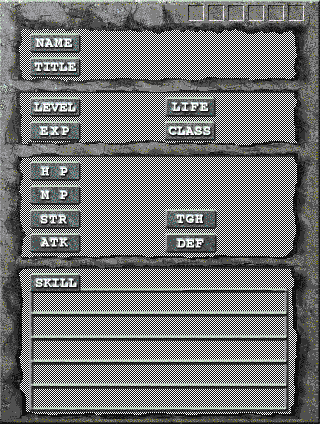 NAME
TITLE
LEVEL LIFE
EXP CLASS
H P
M P
STR TGH
ATK DEF
SKILL